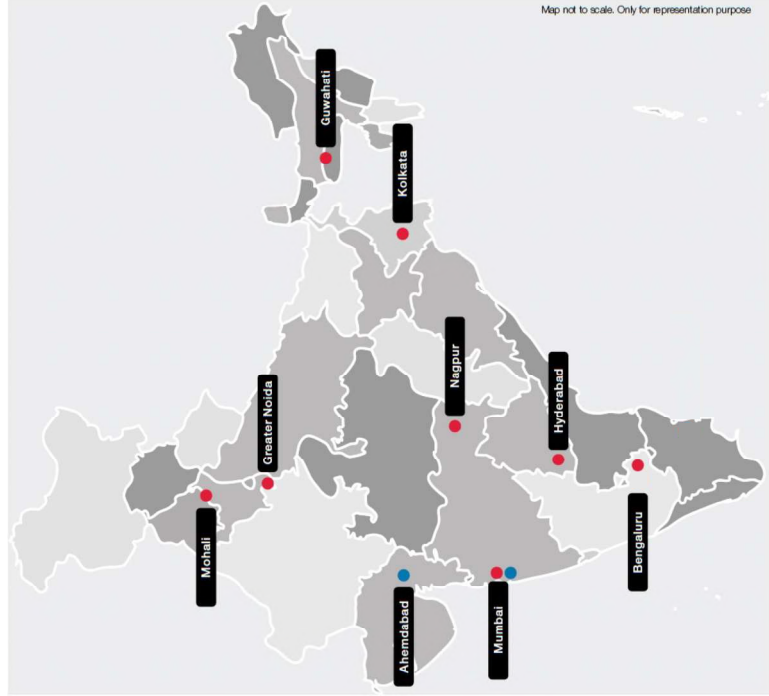 Map not to scale. Only for representation purpose
Guwahati
Kolkata
Nagpur
Greater Noida
Hyderabad
Mohali
Bengaluru
Ahemdabad
Mumbai